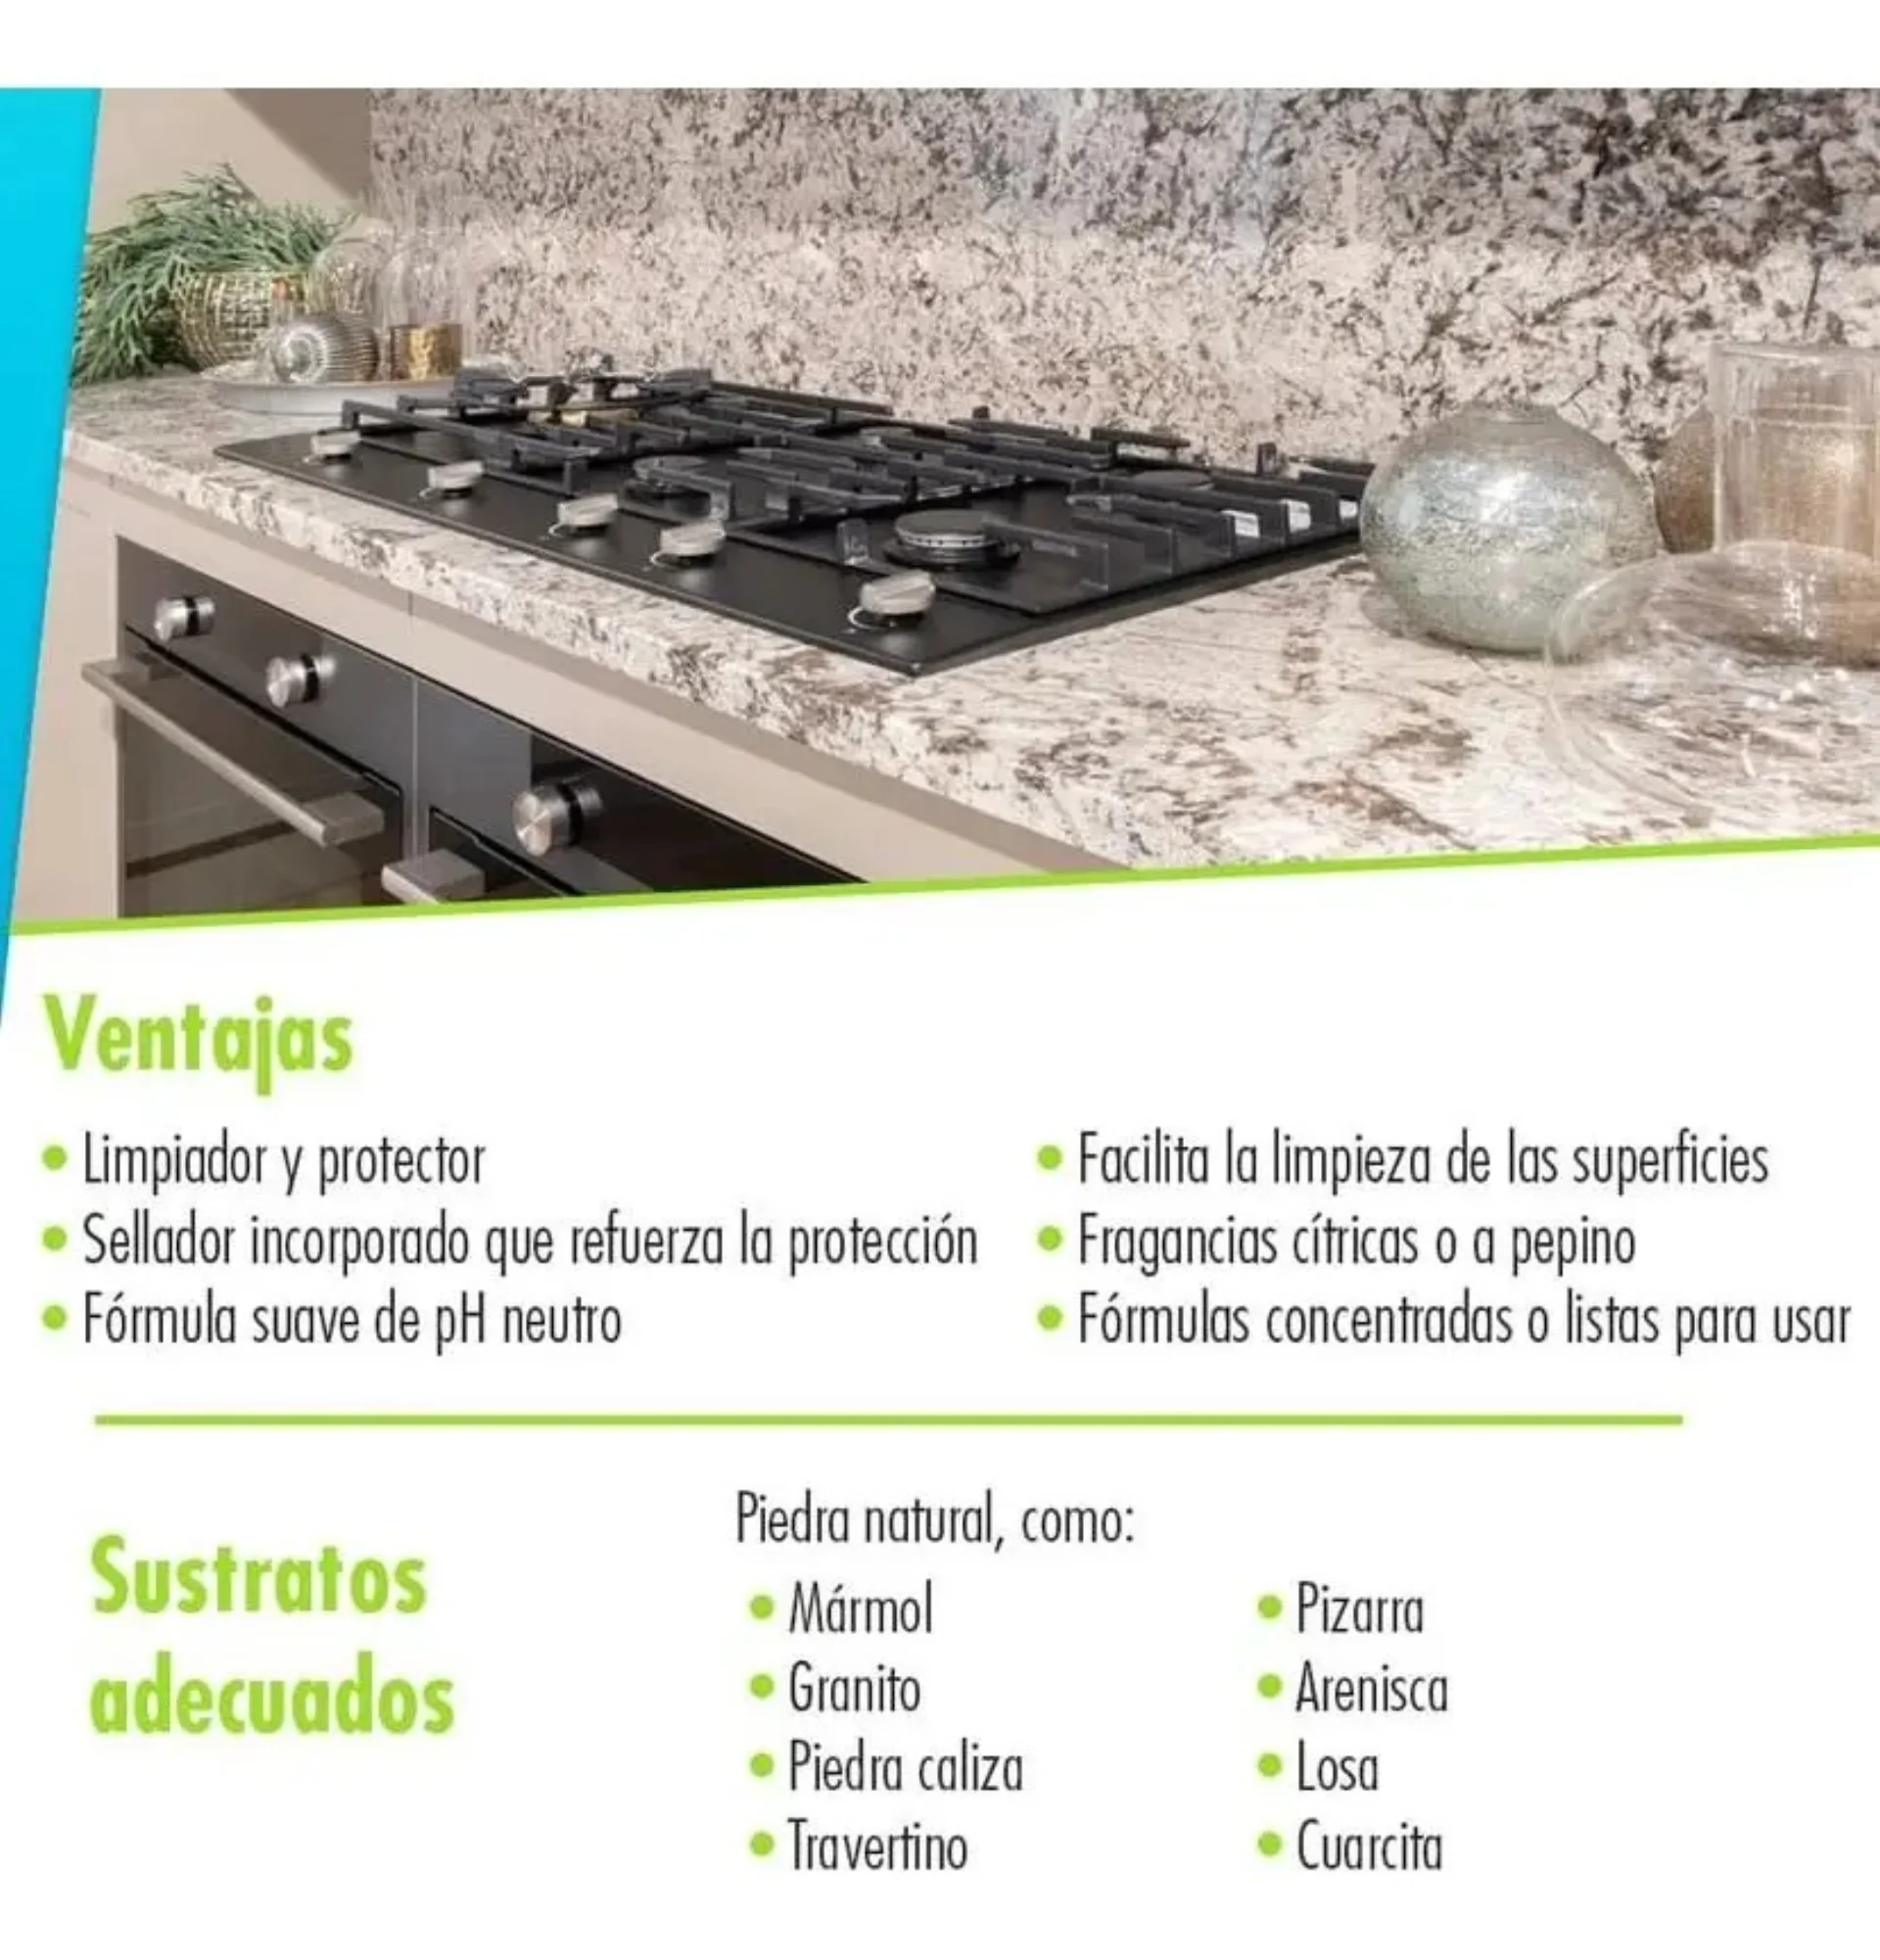 Ventajas
• Limpiador y protector
• Sellador incorporado que refuerza la protección
• Fórmula suave de pH neutro
• Facilita la limpieza de las superficies
• Fragancias cítricas o a pepino
• Fórmulas concentradas o listas para usar
Sustratos
adecuados
Piedra natural, como:
• Mármol
• Granito
• Piedra caliza
• Travertino
• Pizarra
• Arenisca
• Losa
• Cuarcita